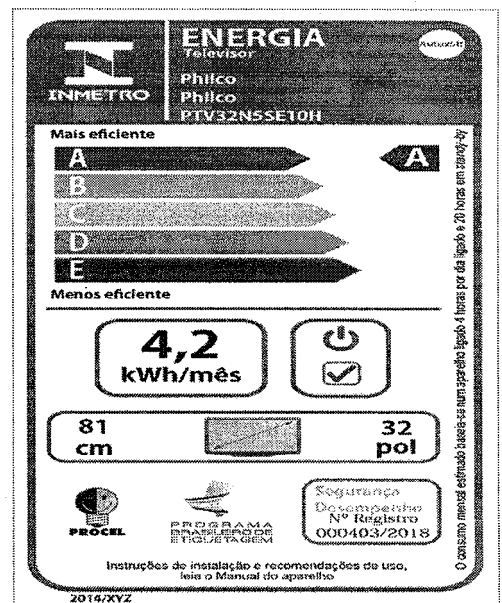 ENERGIA
Televisor
INMETRO
Philco
Philco
PTV32N5SE10H
Mais eficiente
A
A
B
C
D
E
Menos eficiente
4,2
kWh/mês
81
cm
32
pol
PROCEL
PROGRAMA
BRASILEIRO DE
ETIQUETAGEM
Segurança
Desempenho
Nº Registro
000403/2018
Instruções de instalação e recomendações de uso,
leia o Manual do aparelho
2014/XYZ
O consumo mensal estimado baseia-se num aparelho ligado 4 horas por dia ligado e 20 horas em standy-by